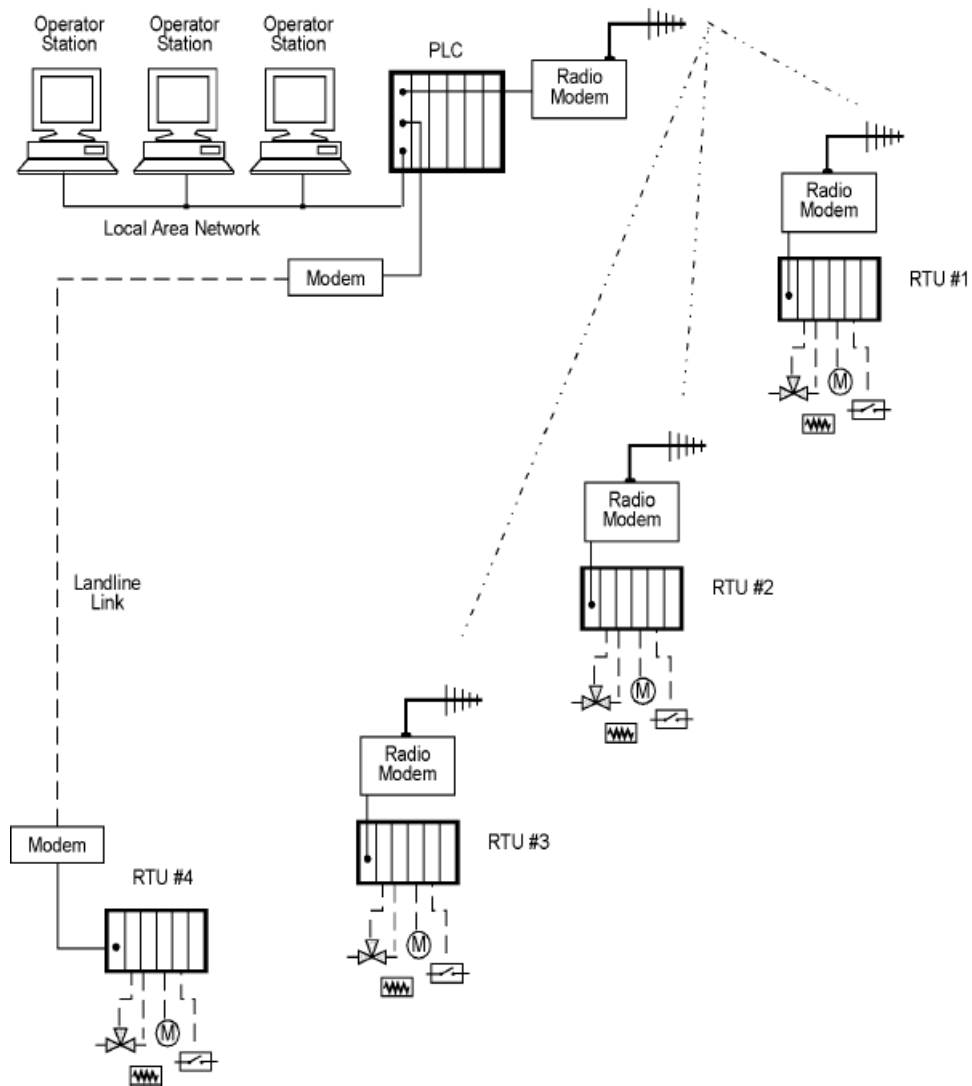 Operator
Station
Operator
Station
Operator
Station
PLC
Radio
Modem
Radio
Modem
Local Area Network
Modem
RTU #1
M
Radio
Modem
Landline
Link
RTU #2
M
Radio
Modem
Modem
RTU #3
RTU #4
M
M